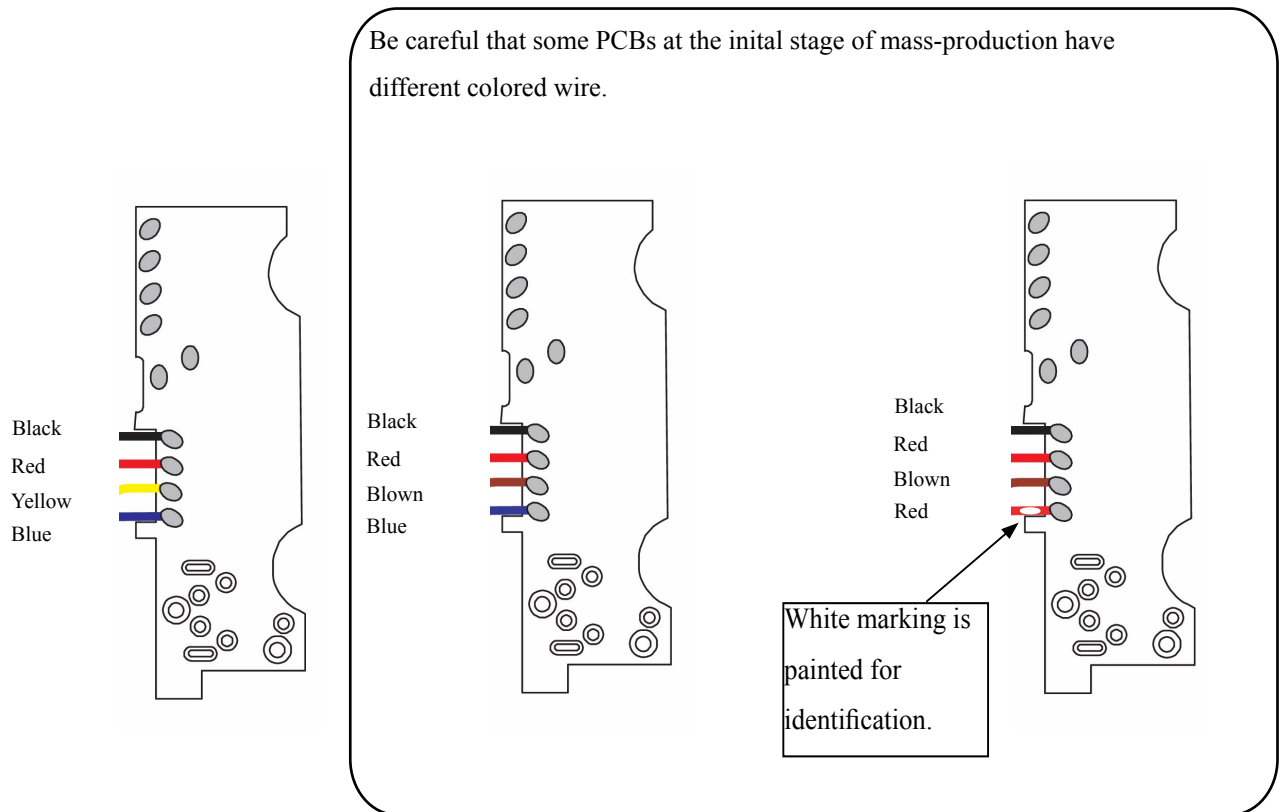 Be careful that some PCBs at the inital stage of mass-production have
different colored wire.
Black
Red
Yellow
Blue
Black
Red
Blown
Blue
Black
Red
Blown
Red
White marking is
painted for
identification.